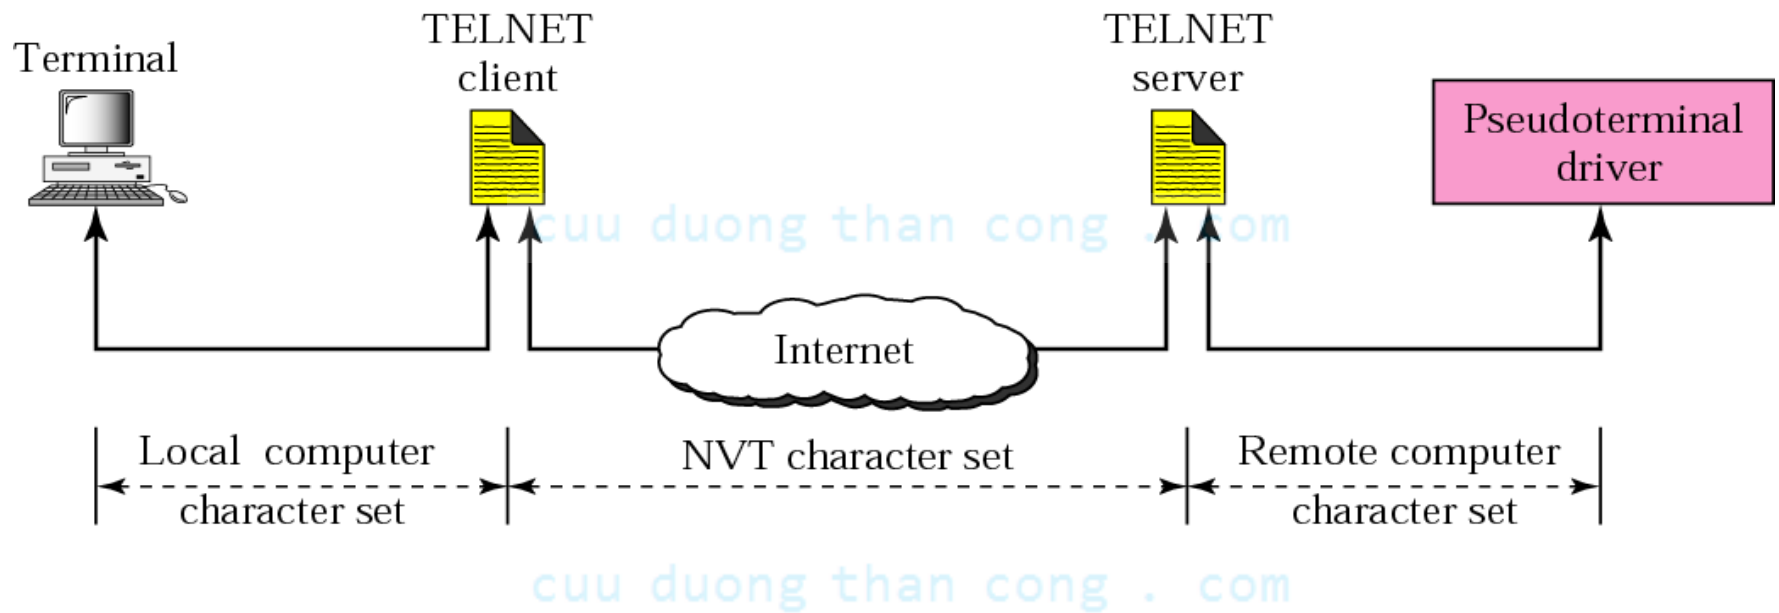 TELNET
client
TELNET
server
Terminal
Pseudoterminal
driver
cuu duong than cong . com
Internet
Local computer
character set
NVT character set
Remote computer
character set
cuu duong than cong . com